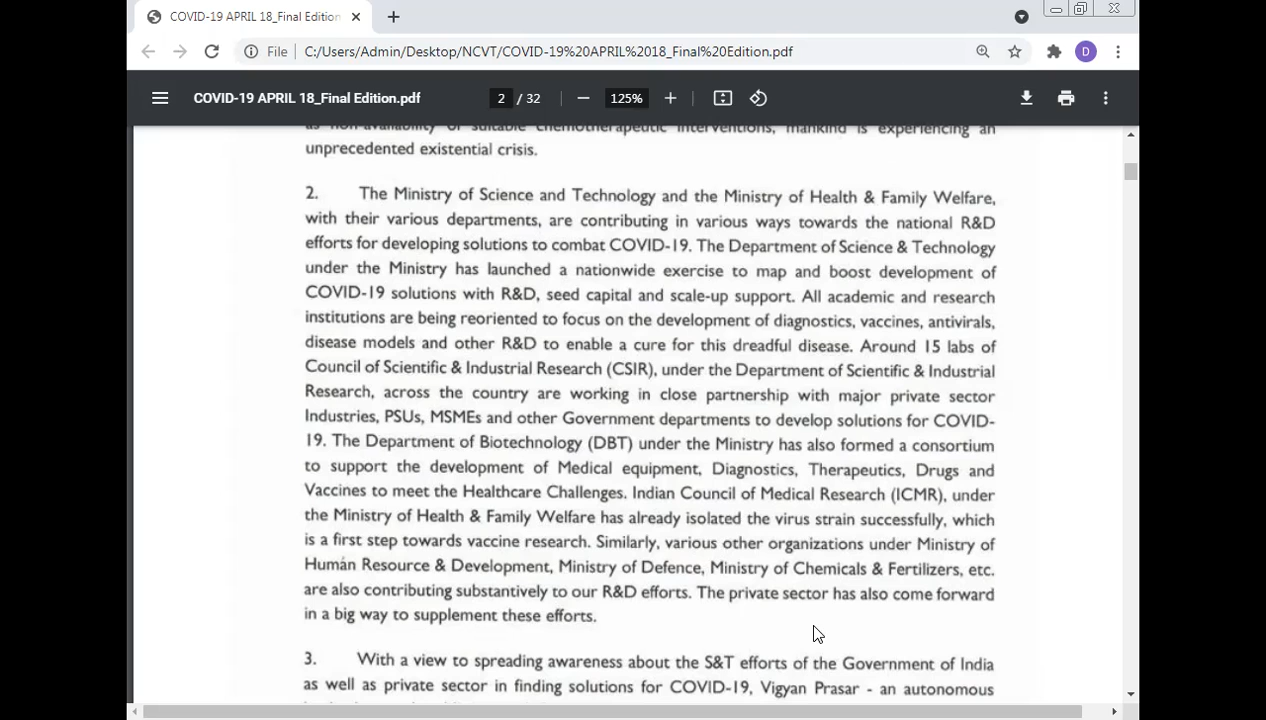 COVID-19 APRIL 18_Final Edition
File C:/Users/Admin/Desktop/NCVT/COVID-19%20APRIL%2018_Final%20Edition.pdf
D
COVID-19 APRIL 18_Final Edition.pdf
2 / 32
125%
as non-availability of suitable chemotherapeutic interventions, mankind is experiencing an
unprecedented existential crisis.
2. The Ministry of Science and Technology and the Ministry of Health & Family Welfare,
with their various departments, are contributing in various ways towards the national R&D
efforts for developing solutions to combat COVID-19. The Department of Science & Technology
under the Ministry has launched a nationwide exercise to map and boost development of
COVID-19 solutions with R&D, seed capital and scale-up support. All academic and research
institutions are being reoriented to focus on the development of diagnostics, vaccines, antivirals,
disease models and other R&D to enable a cure for this dreadful disease. Around 15 labs of
Council of Scientific & Industrial Research (CSIR), under the Department of Scientific & Industrial
Research, across the country are working in close partnership with major private sector
Industries, PSUs, MSMEs and other Government departments to develop solutions for COVID-
19. The Department of Biotechnology (DBT) under the Ministry has also formed a consortium
to support the development of Medical equipment, Diagnostics, Therapeutics, Drugs and
Vaccines to meet the Healthcare Challenges. Indian Council of Medical Research (ICMR), under
the Ministry of Health & Family Welfare has already isolated the virus strain successfully, which
is a first step towards vaccine research. Similarly, various other organizations under Ministry of
Human Resource & Development, Ministry of Defence, Ministry of Chemicals & Fertilizers, etc.
are also contributing substantively to our R&D efforts. The private sector has also come forward
in a big way to supplement these efforts.
3. With a view to spreading awareness about the S&T efforts of the Government of India
as well as private sector in finding solutions for COVID-19, Vigyan Prasar - an autonomous